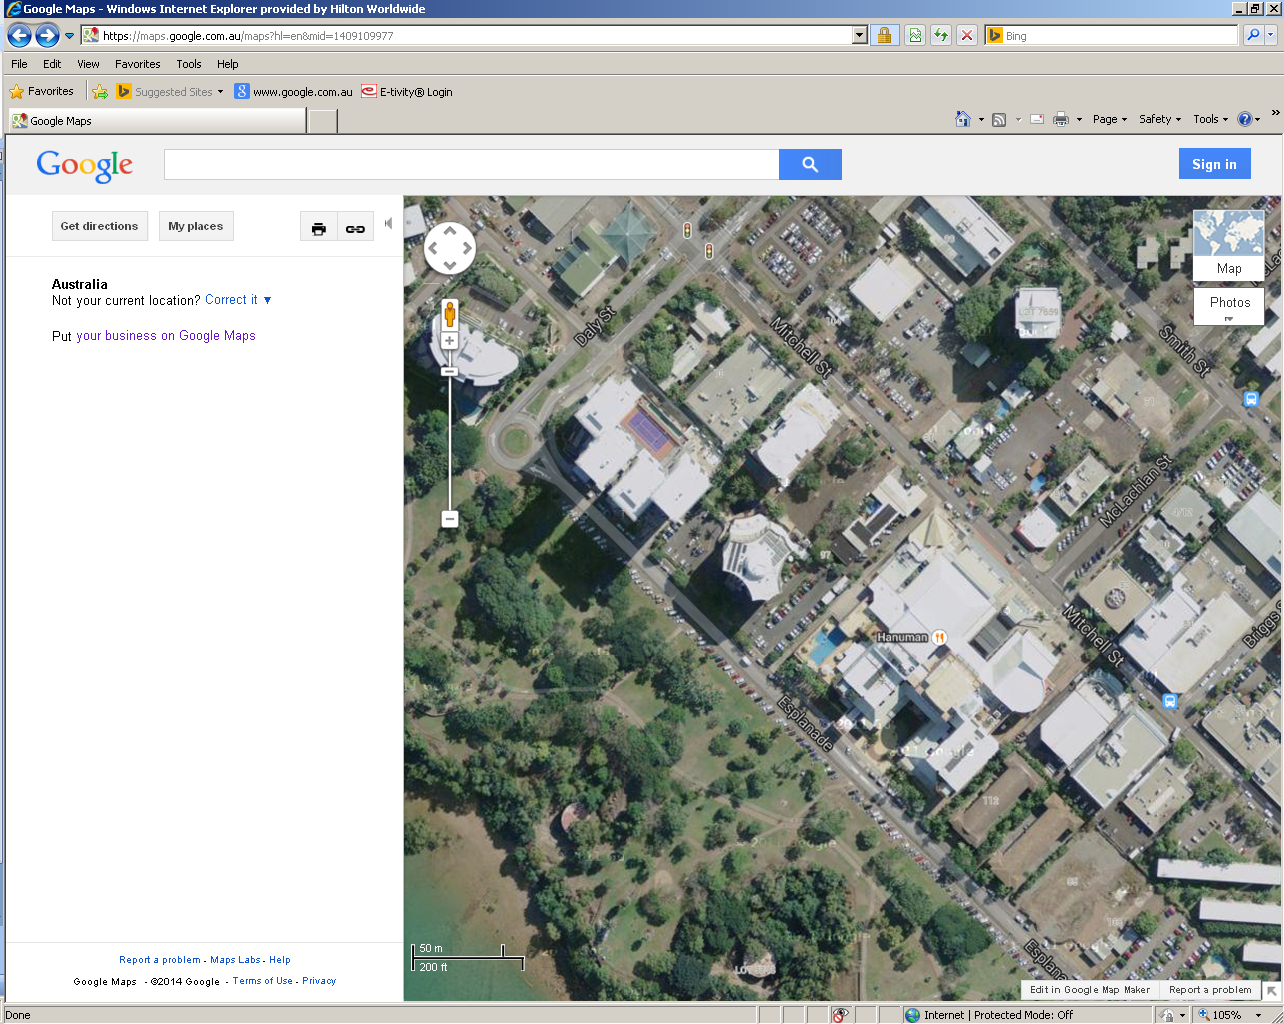 Google Maps - Windows Internet Explorer provided by Hilton Worldwide
https://maps.google.com.au/maps?hl=en&mid=1409109977
Bing
File Edit View Favorites Tools Help
Favorites Suggested Sites www.google.com.au E-tivity® Login
Google Maps
Page Safety Tools
Google
Sign in
Get directions My places
Australia
Not your current location? Correct it ▼
Put your business on Google Maps
Map
Photos
Daly St
Mitchell St
Smith St
McLachlan St
97
Hanuman
Mitchell St
Briggs S
Esplanade
112
Esplana
50 m
200 ft
Report a problem - Maps Labs - Help
Google Maps - ©2014 Google - Terms of Use - Privacy
Edit in Google Map Maker Report a problem
Done
Internet | Protected Mode: Off
105%